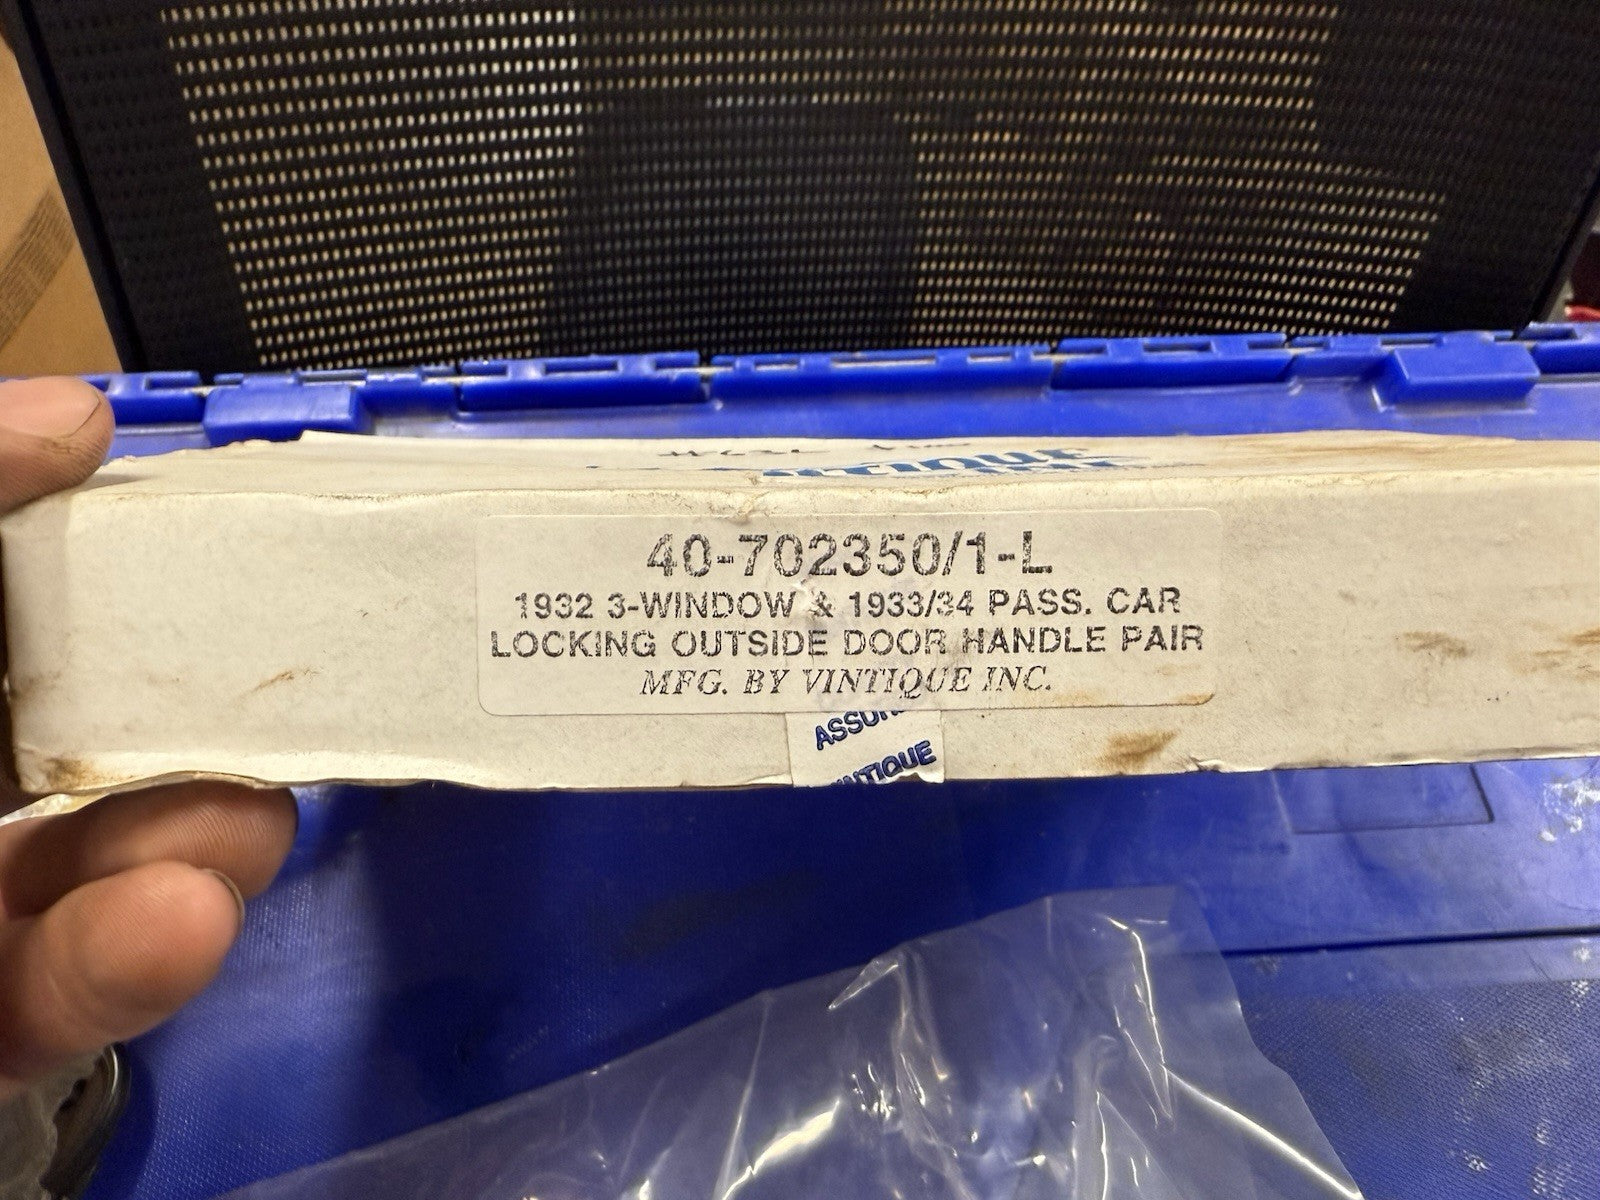 40-702350/1-L
1932 3-WINDOW & 1933/34 PASS. CAR
LOCKING OUTSIDE DOOR HANDLE PAIR
MFG. BY VINTIQUE INC.